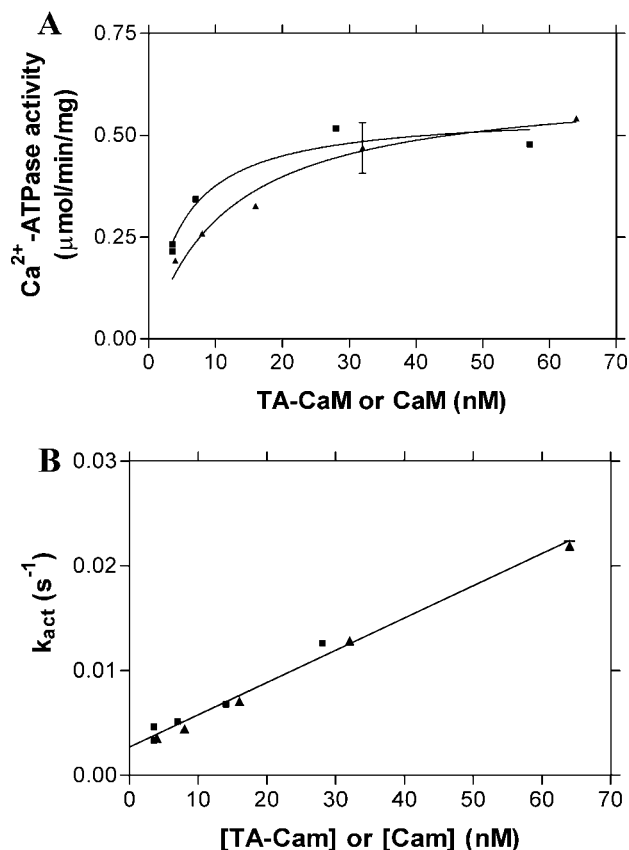 A
Ca²⁺-ATPase activity
(μmol/min/mg)
0.75
0.50
0.25
0.00
0 10 20 30 40 50 60 70
TA-CaM or CaM (nM)
B
k_act (s⁻¹)
0.03
0.02
0.01
0.00
0 10 20 30 40 50 60 70
[TA-Cam] or [Cam] (nM)